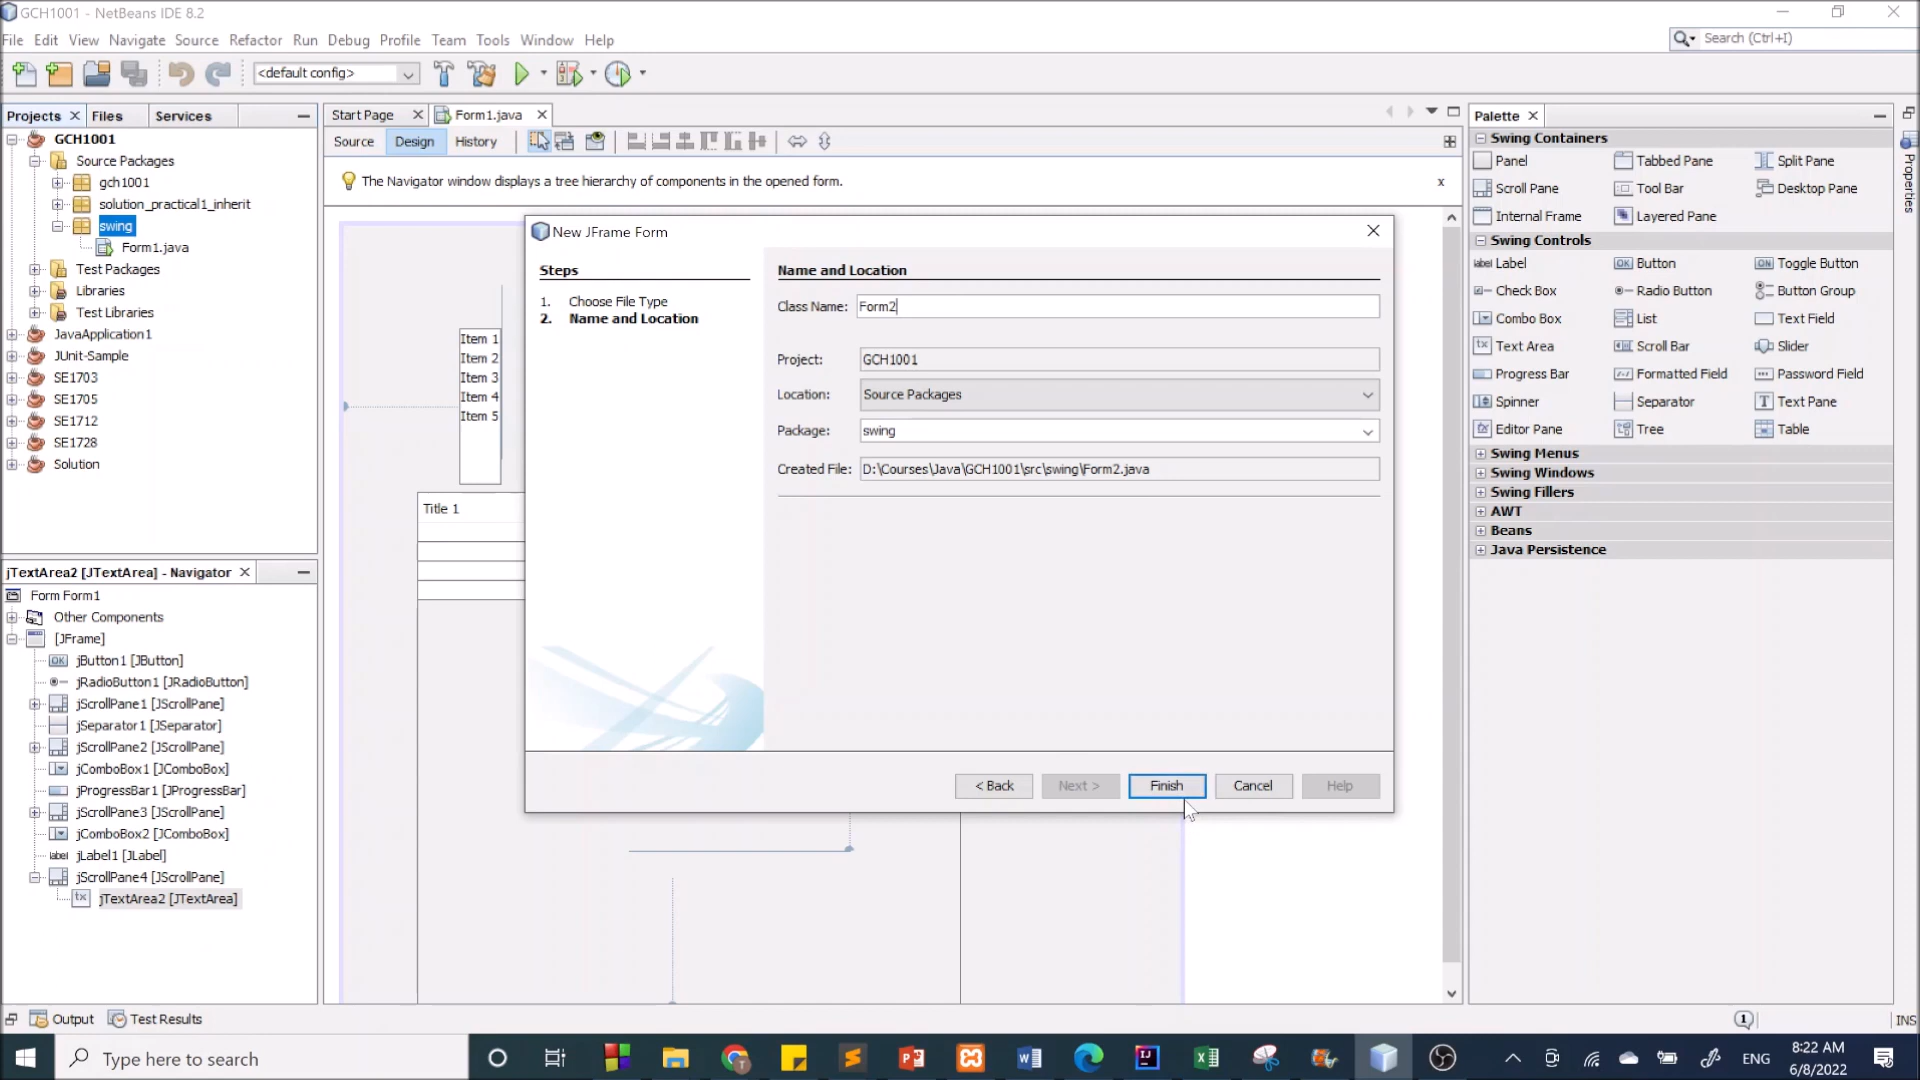 GCH1001 - NetBeans IDE 8.2
File Edit View Navigate Source Refactor Run Debug Profile Team Tools Window Help
Search (Ctrl+I)
<default config>
Projects Files Services
GCH1001
Source Packages
gch1001
solution_practical1_inherit
swing
Form1.java
Test Packages
Libraries
Test Libraries
JavaApplication1
JUnit-Sample
SE1703
SE1705
SE1712
SE1728
Solution
jTextArea2 [JTextArea] - Navigator
Form Form1
Other Components
[JFrame]
jButton1 [JButton]
jRadioButton1 [JRadioButton]
jScrollPane1 [JScrollPane]
jSeparator1 [JSeparator]
jScrollPane2 [JScrollPane]
jComboBox1 [JComboBox]
jProgressBar1 [JProgressBar]
jScrollPane3 [JScrollPane]
jComboBox2 [JComboBox]
label jLabel1 [JLabel]
jScrollPane4 [JScrollPane]
jTextArea2 [JTextArea]
Start Page Form1.java
Source Design History
The Navigator window displays a tree hierarchy of components in the opened form. x
Item 1
Item 2
Item 3
Item 4
Item 5
Title 1
New JFrame Form
Steps
1. Choose File Type
2. Name and Location
Name and Location
Class Name: Form2
Project: GCH1001
Location: Source Packages
Package: swing
Created File: D:\Courses\Java\GCH1001\src\swing\Form2.java
< Back Next > Finish Cancel Help
Palette
Swing Containers
Panel Tabbed Pane Split Pane
Scroll Pane Tool Bar Desktop Pane
Internal Frame Layered Pane
Swing Controls
label Label OK Button ON Toggle Button
Check Box Radio Button Button Group
Combo Box List Text Field
Text Area Scroll Bar Slider
Progress Bar Formatted Field Password Field
Spinner Separator Text Pane
Editor Pane Tree Table
Swing Menus
Swing Windows
Swing Fillers
AWT
Beans
Java Persistence
Properties
Output Test Results
1 INS
Type here to search
ENG
8:22 AM
6/8/2022